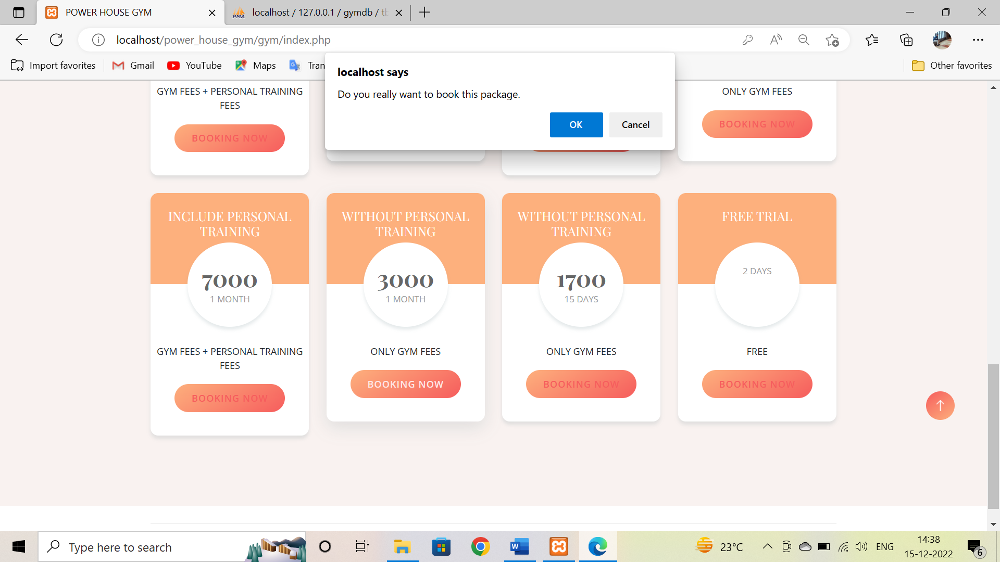 POWER HOUSE GYM
localhost / 127.0.0.1 / gymdb / tb
localhost/power_house_gym/gym/index.php
Import favorites
Gmail
YouTube
Maps
Tran
Other favorites
localhost says
Do you really want to book this package.
OK
Cancel
GYM FEES + PERSONAL TRAINING
FEES
BOOKING NOW
ONLY GYM FEES
BOOKING NOW
INCLUDE PERSONAL
TRAINING
7000
1 MONTH
GYM FEES + PERSONAL TRAINING
FEES
BOOKING NOW
WITHOUT PERSONAL
TRAINING
3000
1 MONTH
ONLY GYM FEES
BOOKING NOW
WITHOUT PERSONAL
TRAINING
1700
15 DAYS
ONLY GYM FEES
BOOKING NOW
FREE TRIAL
2 DAYS
FREE
BOOKING NOW
Type here to search
23°C
ENG
14:38
15-12-2022
6